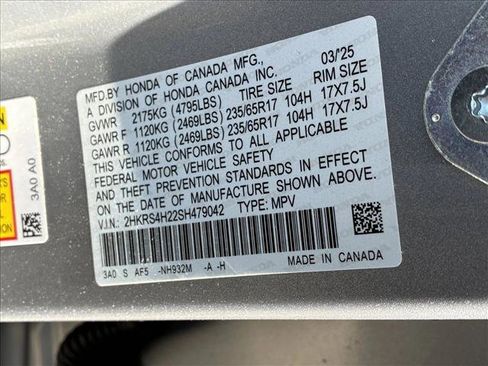 MFD.BY HONDA OF CANADA MFG., 03/25
A DIVISION OF HONDA CANADA INC.
GVWR 2175KG (4795LBS) TIRE SIZE RIM SIZE
GAWR F 1120KG (2469LBS) 235/65R17 104H 17X7.5J
GAWR R 1120KG (2469LBS) 235/65R17 104H 17X7.5J
THIS VEHICLE CONFORMS TO ALL APPLICABLE
FEDERAL MOTOR VEHICLE SAFETY
AND THEFT PREVENTION STANDARDS IN EFFECT
ON THE DATE OF MANUFACTURE SHOWN ABOVE.
V.I.N.: 2HKRS4H22SH479042 TYPE: MPV
3A0 S AF5 -NH932M -A -H MADE IN CANADA
3A0 A0